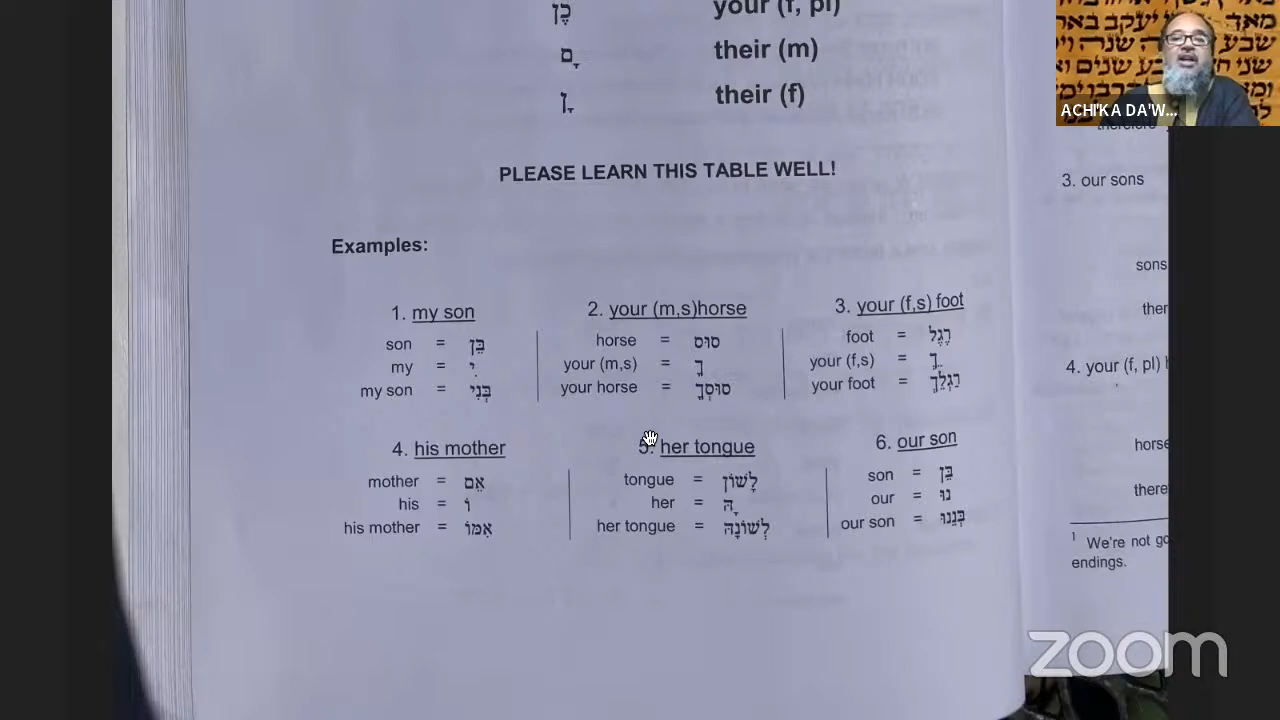 ךָן your (f, pl)
ָם their (m)
ָן their (f)
PLEASE LEARN THIS TABLE WELL!
Examples:
1. my son
son = בֵּן
my = ִי
my son = בְּנִי
2. your (m,s)horse
horse = סוּס
your (m,s) = ךָ
your horse = סוּסְךָ
3. your (f,s) foot
foot = רֶגֶל
your (f,s) = ֵךְ
your foot = רַגְלֵךְ
4. his mother
mother = אֵם
his = וֹ
his mother = אִמּוֹ
5. her tongue
tongue = לָשׁוֹן
her = ָהּ
her tongue = לְשׁוֹנָהּ
6. our son
son = בֵּן
our = נוּ
our son = בְּנֵנוּ
3. our sons
sons
ther
4. your (f, pl) h
horse
there
1 We're not go
endings.
ACHI'KA DA'W...
zoom